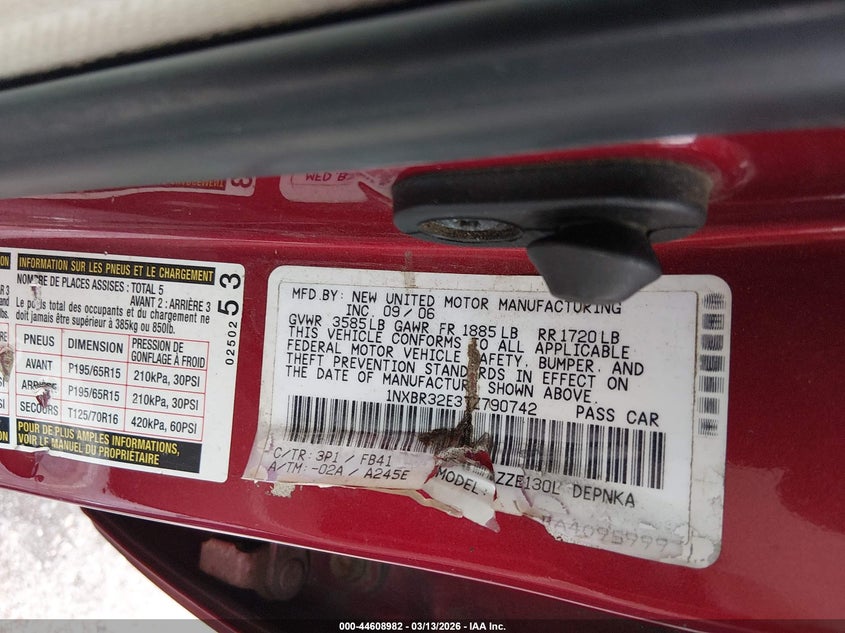 INFORMATION SUR LES PNEUS ET LE CHARGEMENT
NOMBRE DE PLACES ASSISES : TOTAL 5
AVANT 2 : ARRIÈRE 3
Le poids total des occupants et du chargement ne
doit jamais être supérieur à 385kg ou 850lb.
PNEUS DIMENSION PRESSION DE GONFLAGE À FROID
AVANT P195/65R15 210kPa, 30PSI
ARRIÈRE P195/65R15 210kPa, 30PSI
SECOURS T125/70R16 420kPa, 60PSI
POUR DE PLUS AMPLES INFORMATIONS,
VOIR LE MANUEL DU PROPRIÉTAIRE
02502 53
MFD.BY: NEW UNITED MOTOR MANUFACTURING
INC. 09/06
GVWR 3585LB GAWR FR 1885LB RR1720LB
THIS VEHICLE CONFORMS TO ALL APPLICABLE
FEDERAL MOTOR VEHICLE SAFETY, BUMPER, AND
THEFT PREVENTION STANDARDS IN EFFECT ON
THE DATE OF MANUFACTURE SHOWN ABOVE.
1NXBR32E3 790742 PASS CAR
C/TR: 3P1 / FB41
A/TM: -02A / A245E
MODEL: ZZE130L DEPNKA
000-44608982 — 03/13/2026 — IAA Inc.